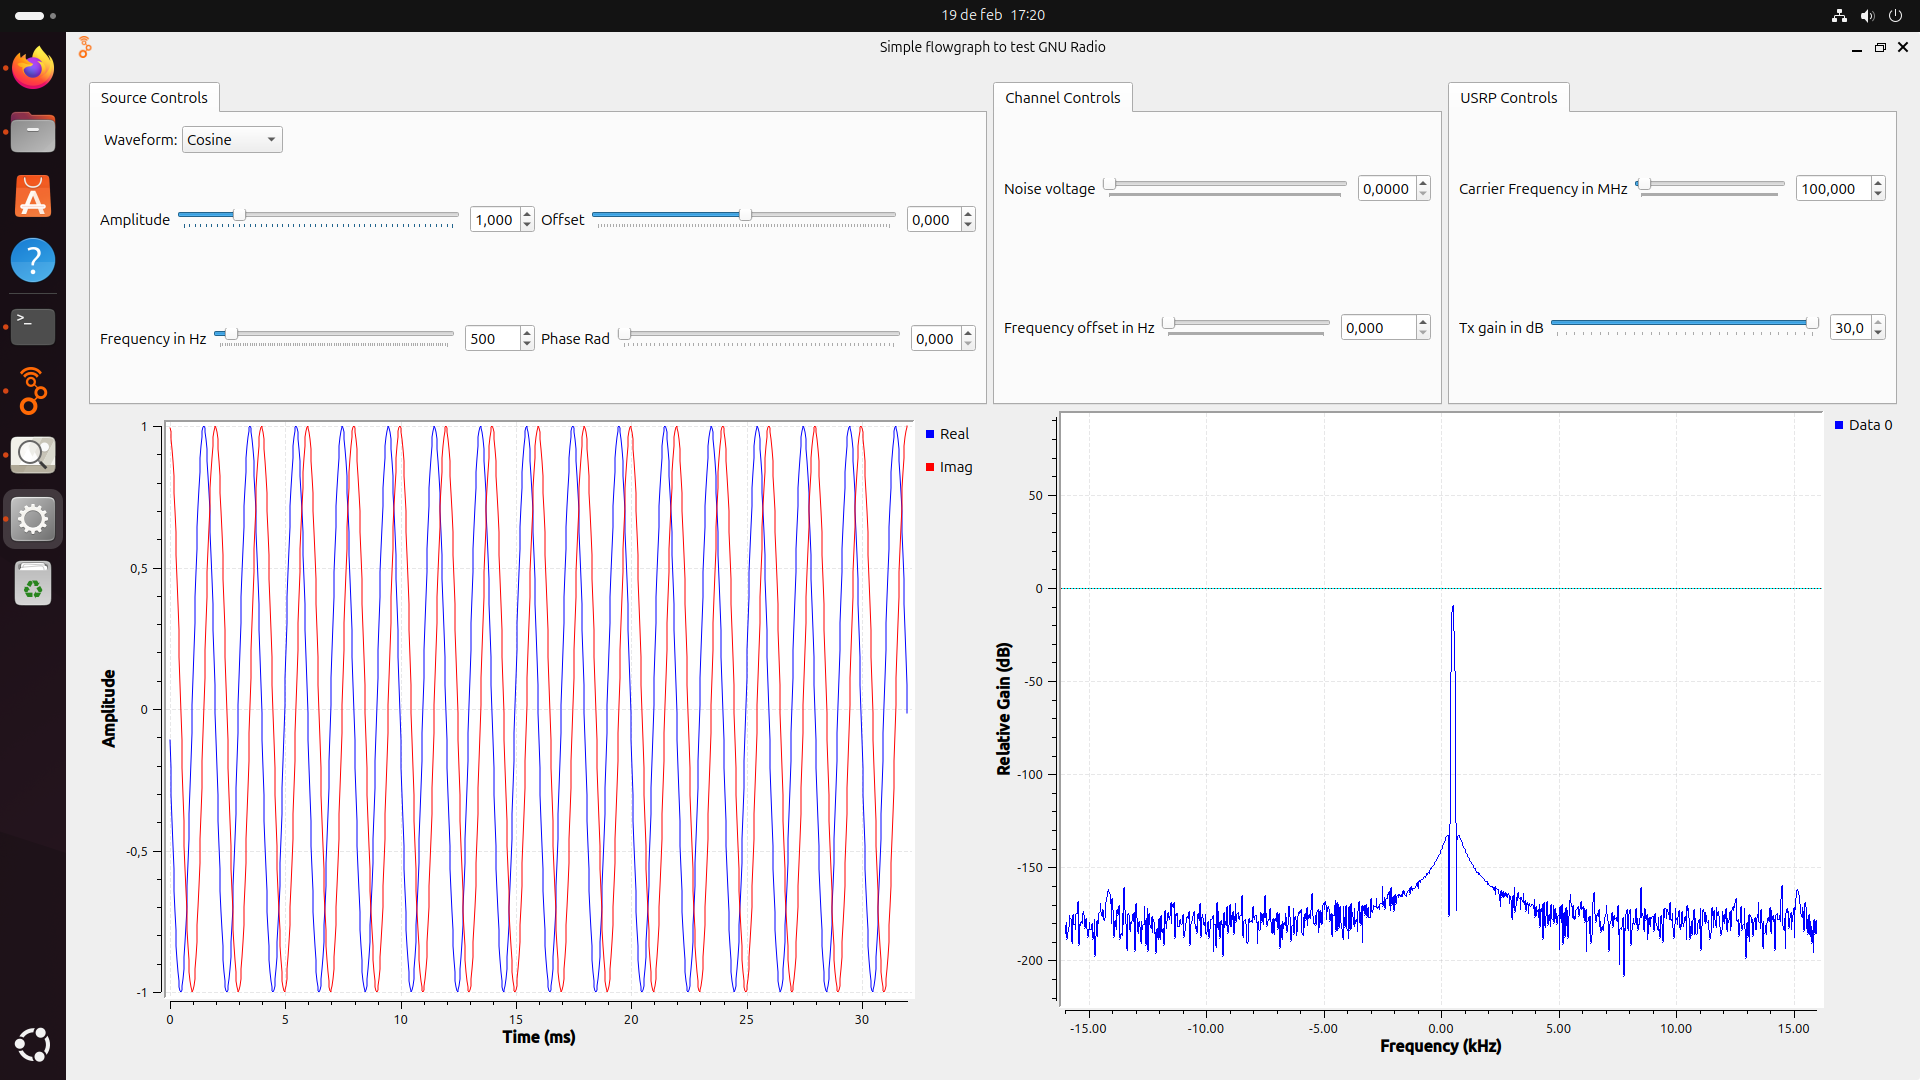 19 de feb 17:20
Simple flowgraph to test GNU Radio
Source Controls
Waveform: Cosine
Amplitude 1,000 Offset 0,000
Frequency in Hz 500 Phase Rad 0,000
Channel Controls
Noise voltage 0,0000
Frequency offset in Hz 0,000
USRP Controls
Carrier Frequency in MHz 100,000
Tx gain in dB 30,0
Real
Imag
1
0,5
0
-0,5
-1
Amplitude
0 5 10 15 20 25 30
Time (ms)
Data 0
50
0
-50
-100
-150
-200
Relative Gain (dB)
-15.00 -10.00 -5.00 0.00 5.00 10.00 15.00
Frequency (kHz)